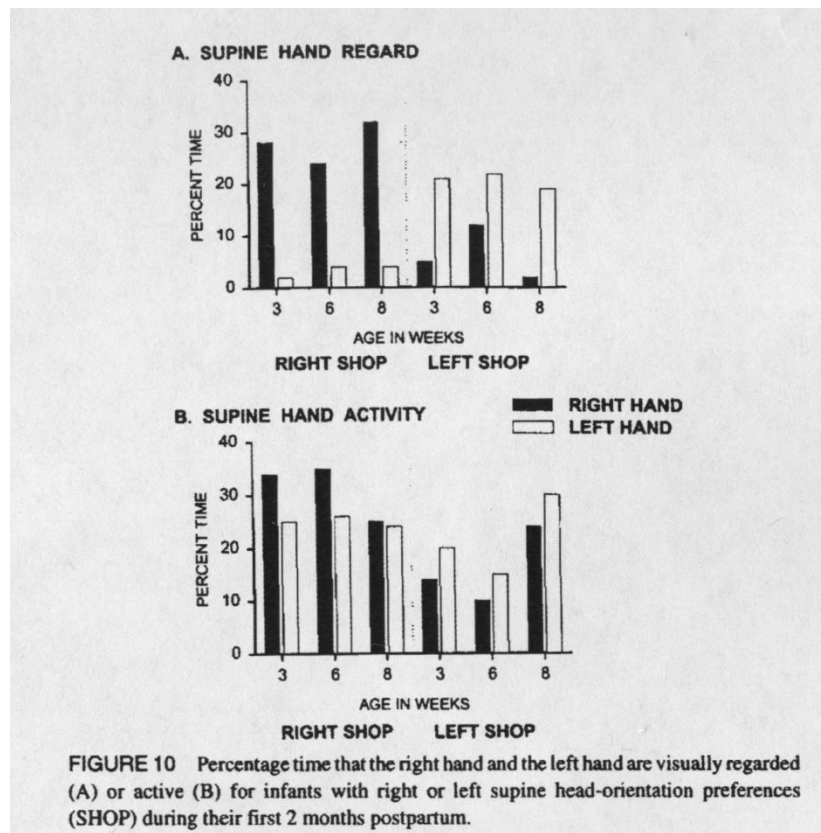 A. SUPINE HAND REGARD
40
30
20
10
0
PERCENT TIME
3 6 8 3 6 8
AGE IN WEEKS
RIGHT SHOP LEFT SHOP
B. SUPINE HAND ACTIVITY
RIGHT HAND
LEFT HAND
40
30
20
10
0
PERCENT TIME
3 6 8 3 6 8
AGE IN WEEKS
RIGHT SHOP LEFT SHOP
FIGURE 10 Percentage time that the right hand and the left hand are visually regarded
(A) or active (B) for infants with right or left supine head-orientation preferences
(SHOP) during their first 2 months postpartum.